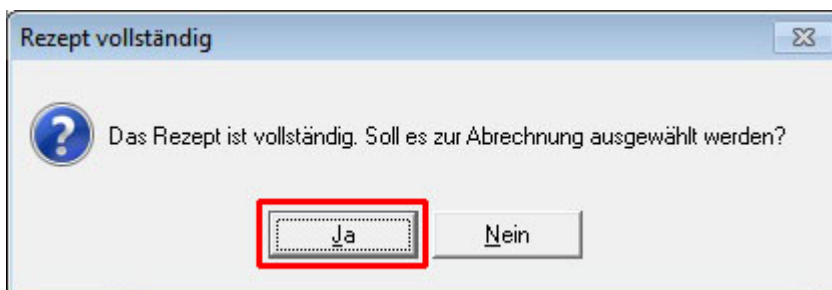 Rezept vollständig
Das Rezept ist vollständig. Soll es zur Abrechnung ausgewählt werden?
Ja Nein